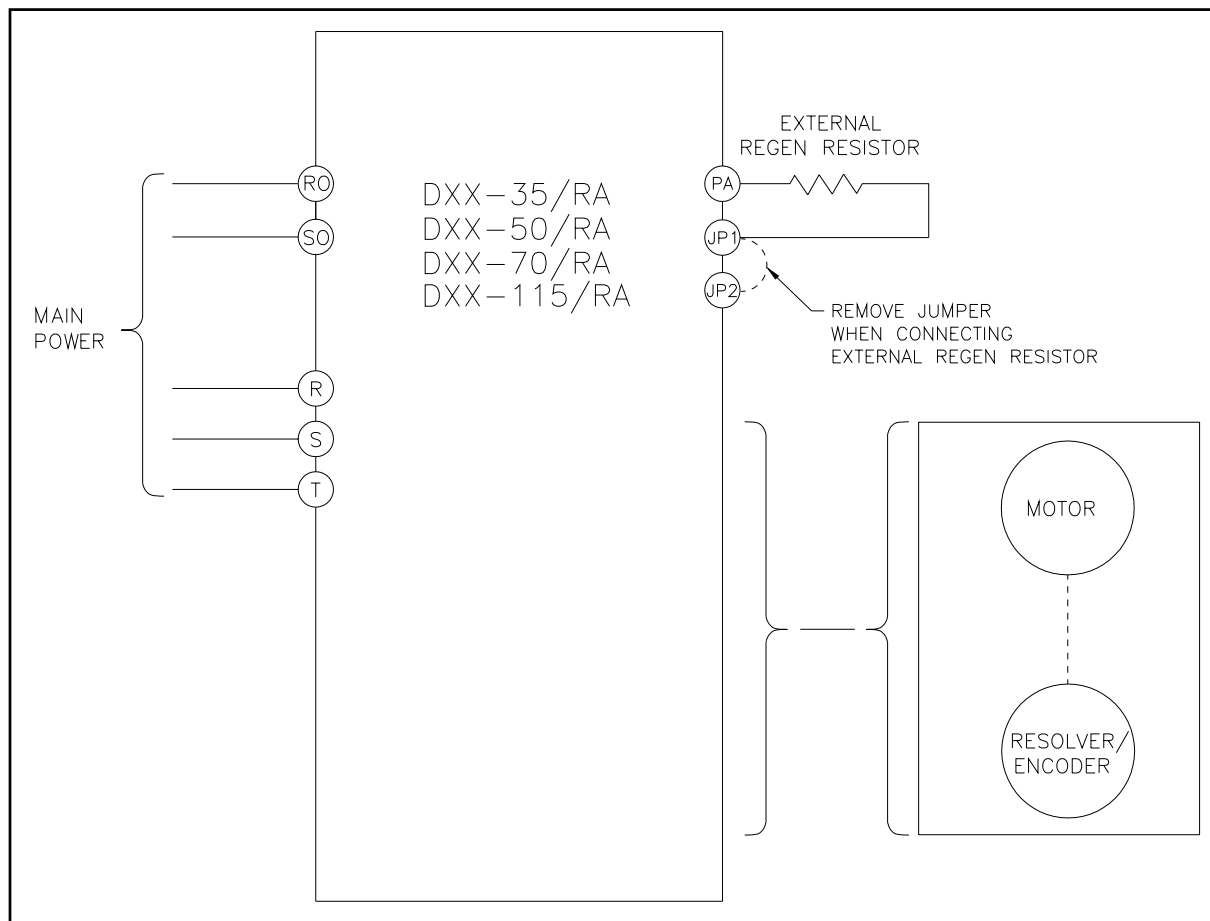 EXTERNAL
REGEN RESISTOR
RO
SO
DXX-35/RA
DXX-50/RA
DXX-70/RA
DXX-115/RA
PA
JP1
JP2
MAIN
POWER
REMOVE JUMPER
WHEN CONNECTING
EXTERNAL REGEN RESISTOR
R
S
T
MOTOR
RESOLVER/
ENCODER